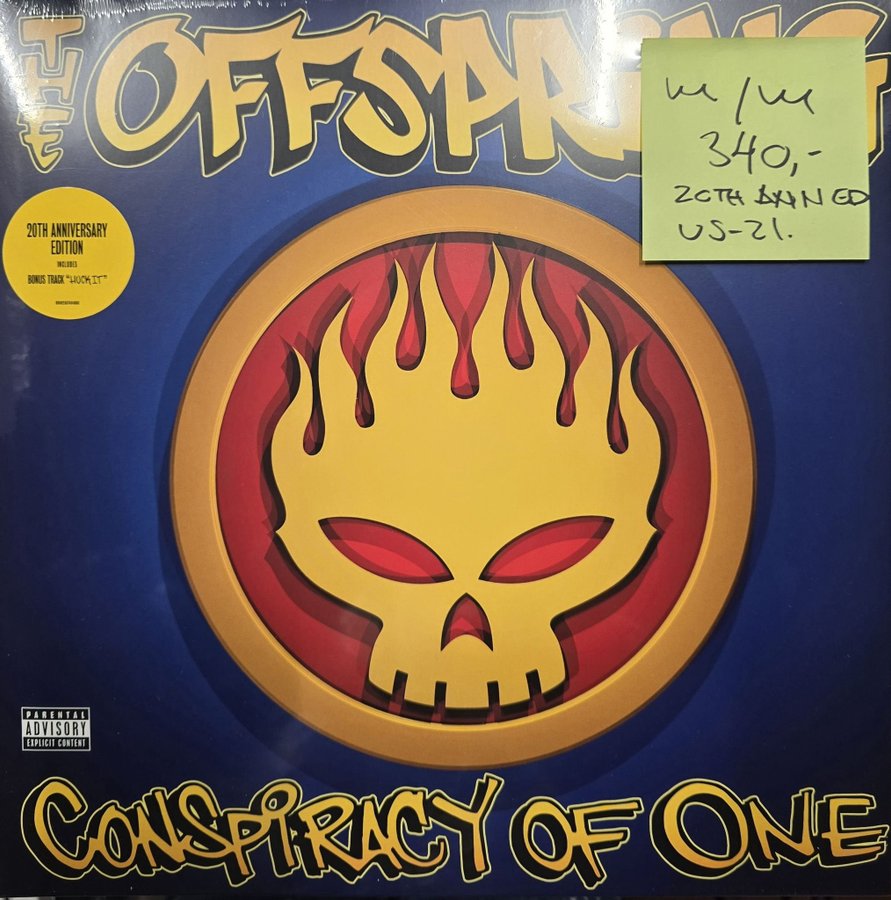 THE OFFSPRING
m/m
340,-
20TH ANN ED
US-21.
20TH ANNIVERSARY
EDITION
INCLUDES
BONUS TRACK "HUCK IT"
PARENTAL
ADVISORY
EXPLICIT CONTENT
CONSPIRACY OF ONE